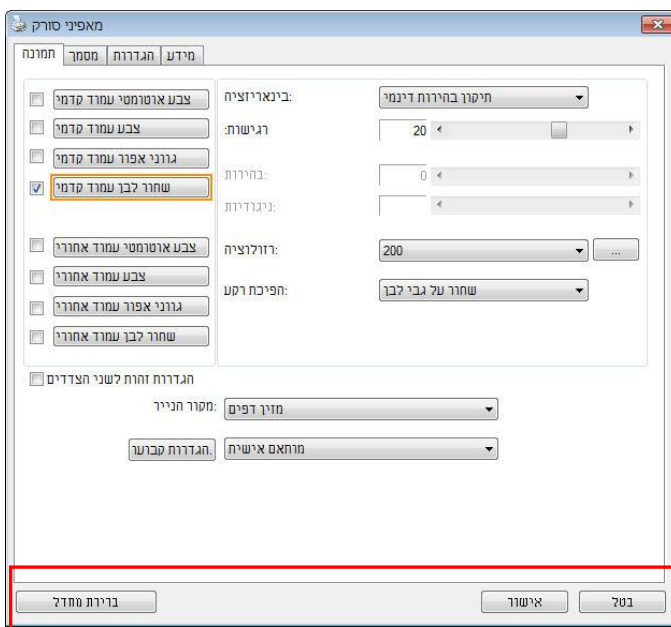 מאפיני סורק
תמונה מסמך הגדרות מידע
צבע אוטומטי עמוד קדמי
צבע עמוד קדמי
גווני אפור עמוד קדמי
שחור לבן עמוד קדמי
צבע אוטומטי עמוד אחורי
צבע עמוד אחורי
גווני אפור עמוד אחורי
שחור לבן עמוד אחורי
:בינאריזציה תיקון בהירות דינמי
רגישות: 20
:בהירות 0
:ניגודיות
:רזולוציה 200 ...
:הפיכת רקע שחור על גבי לבן
הגדרות זהות לשני הצדדים
:מקור הנייר מזין דפים
.הגדרות קבוער מותאם אישית
ברירת מחדל אישור בטל